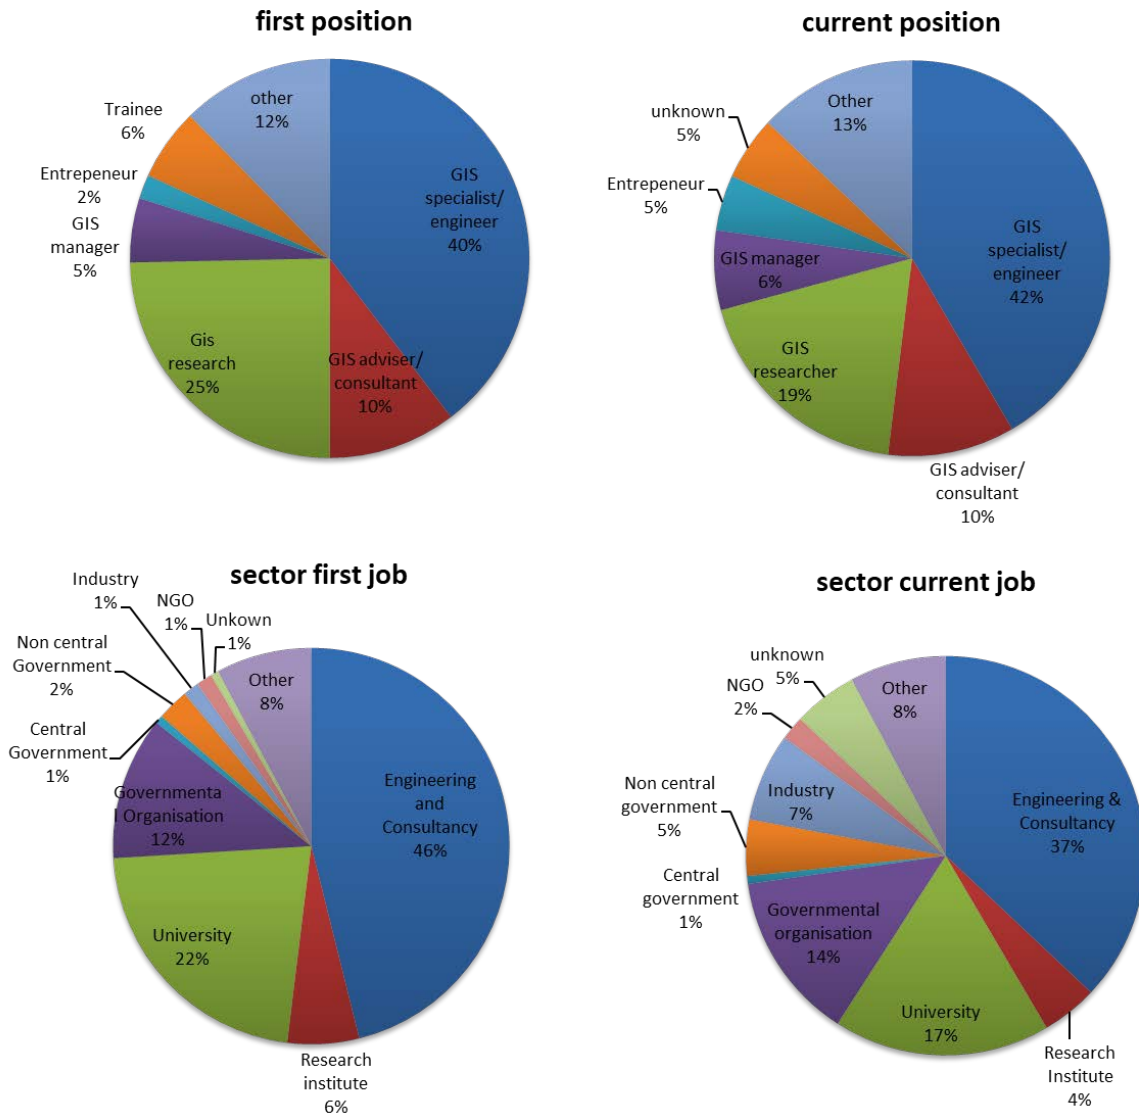 first position
other
12%
Trainee
6%
Entrepeneur
2%
GIS
manager
5%
GIS
specialist/
engineer
40%
Gis
research
25%
GIS adviser/
consultant
10%
current position
Other
13%
unknown
5%
Entrepeneur
5%
GIS manager
6%
GIS
specialist/
engineer
42%
GIS
researcher
19%
GIS adviser/
consultant
10%
sector first job
Industry
1%
NGO
1%
Unkown
1%
Non central
Government
2%
Other
8%
Central
Government
1%
Engineering
and
Consultancy
46%
Governmenta
l Organisation
12%
University
22%
Research
institute
6%
sector current job
unknown
5%
NGO
2%
Other
8%
Non central
government
5%
Industry
7%
Engineering &
Consultancy
37%
Central
government
1%
Governmental
organisation
14%
University
17%
Research
Institute
4%